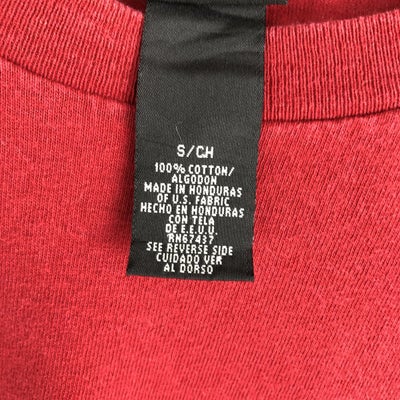 S/CH
100% COTTON/
ALGODON
MADE IN HONDURAS
OF U.S. FABRIC
HECHO EN HONDURAS
CON TELA
DE E.E.U.U.
RN67437
SEE REVERSE SIDE
CUIDADO VER
AL DORSO